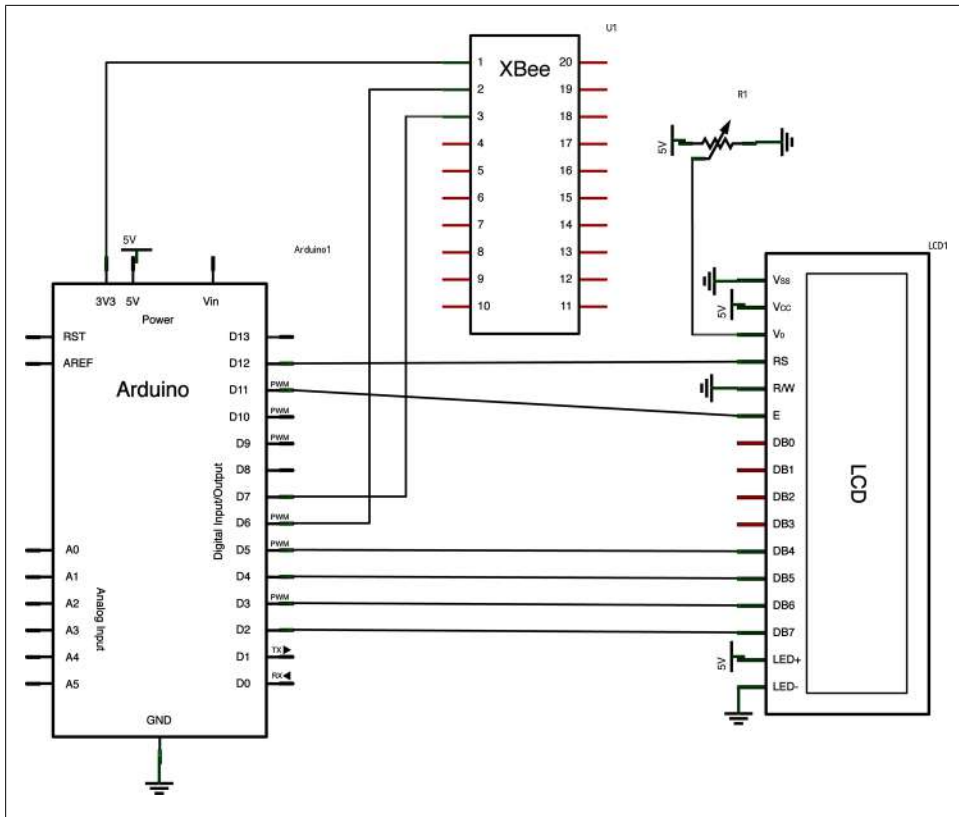 U1
XBee
1
2
3
4
5
6
7
8
9
10
20
19
18
17
16
15
14
13
12
11
R1
5V
5V
Arduino1
3V3 5V Vin
Power
RST
AREF
Arduino
A0
A1
A2
A3
A4
A5
Analog Input
Digital Input/Output
D13
D12
D11 PWM
D10 PWM
D9 PWM
D8
D7
D6 PWM
D5 PWM
D4
D3 PWM
D2
D1 TX
D0 RX
GND
LCD1
Vss
5V Vcc
V0
RS
R/W
E
DB0
DB1
DB2
DB3
DB4
DB5
DB6
DB7
5V LED+
LED-
LCD